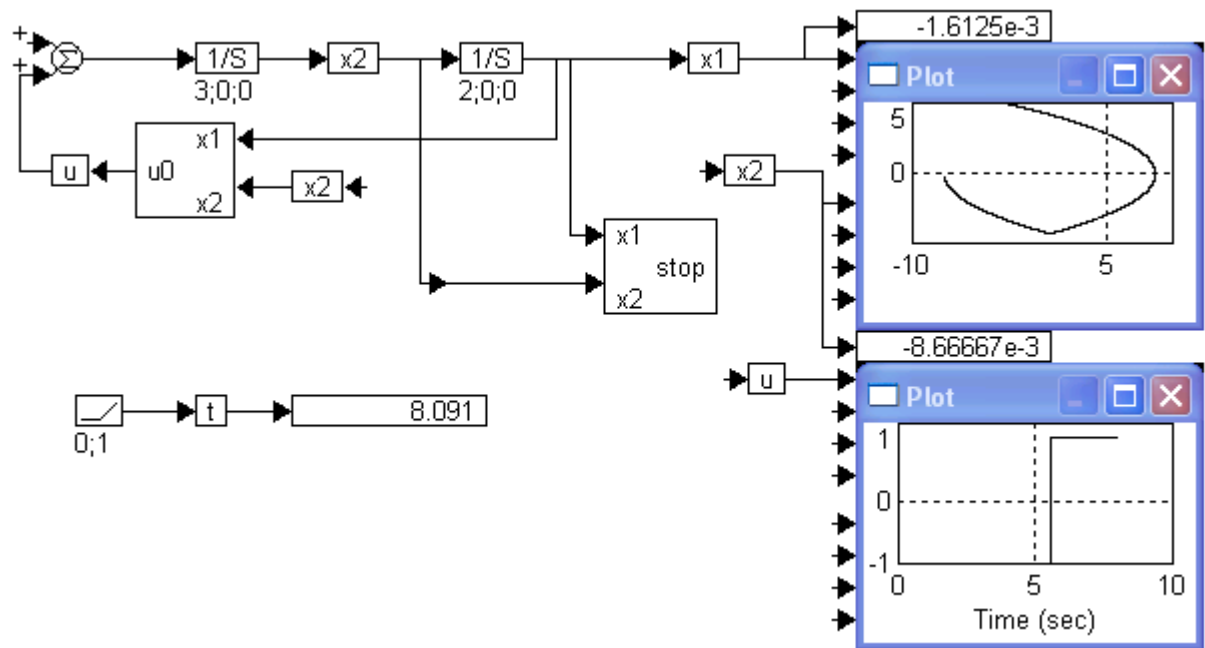 +
+
Σ
1/S
3;0;0
x2
1/S
2;0;0
x1
-1.6125e-3
Plot
5
0
-10
5
u
u0
x1
x2
x2
x2
x1
stop
x2
-8.66667e-3
u
Plot
1
0
-1
0
5
10
Time (sec)
0;1
t
8.091